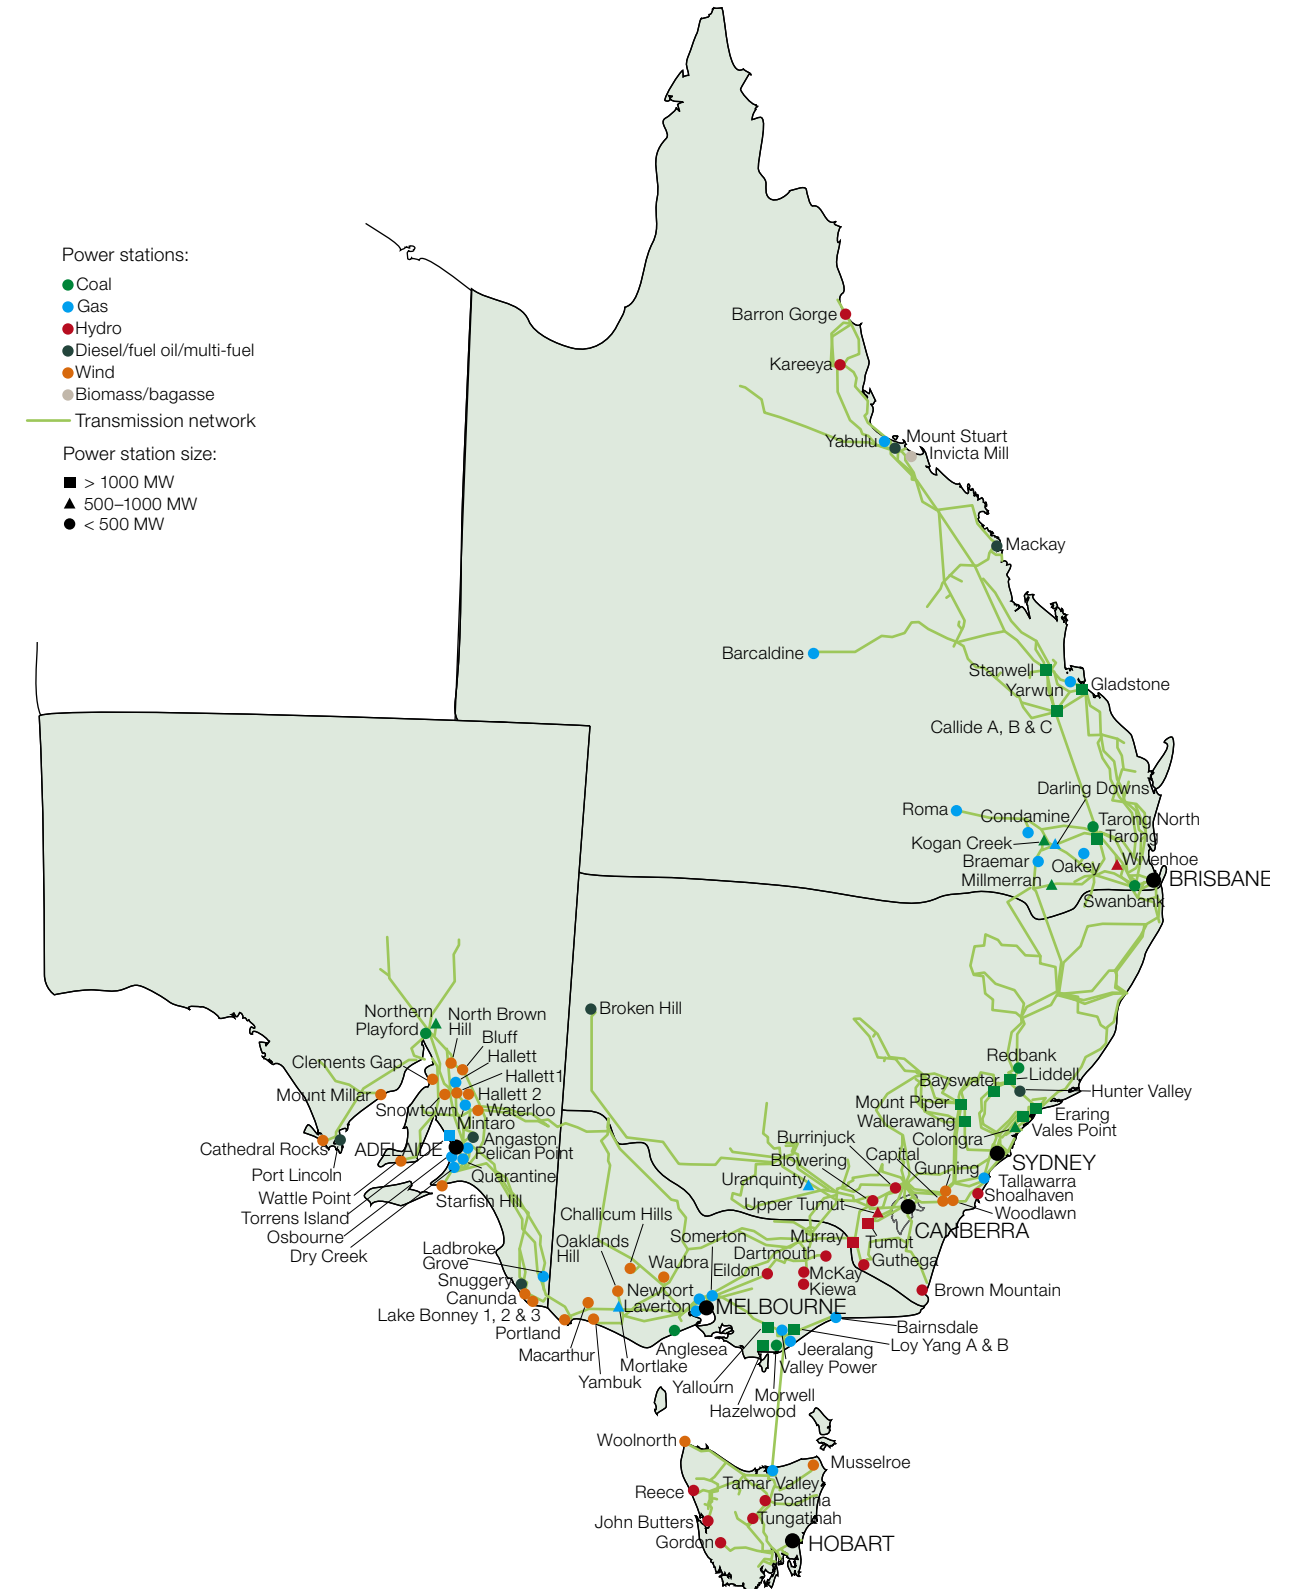 Power stations:
Coal
Gas
Hydro
Diesel/fuel oil/multi-fuel
Wind
Biomass/bagasse
Transmission network
Power station size:
> 1000 MW
500–1000 MW
< 500 MW
Barron Gorge
Kareeya
Yabulu
Mount Stuart
Invicta Mill
Mackay
Barcaldine
Stanwell
Yarwun
Gladstone
Callide A, B & C
Darling Downs
Roma
Condamine
Tarong North
Tarong
Kogan Creek
Braemar
Oakey
Wivenhoe
Millmerran
BRISBANE
Swanbank
Broken Hill
Northern
Playford
North Brown
Hill
Bluff
Hallett
Clements Gap
Hallett1
Mount Millar
Hallett 2
Snowtown
Waterloo
Mintaro
Angaston
Cathedral Rocks
ADELAIDE
Pelican Point
Port Lincoln
Quarantine
Wattle Point
Starfish Hill
Torrens Island
Osbourne
Dry Creek
Redbank
Liddell
Bayswater
Hunter Valley
Mount Piper
Wallerawang
Eraring
Vales Point
Colongra
Burrinjuck
Capital
Blowering
Gunning
SYDNEY
Uranquinty
Tallawarra
Shoalhaven
Upper Tumut
Woodlawn
CANBERRA
Murray
Tumut
Guthega
Brown Mountain
Challicum Hills
Oaklands
Hill
Somerton
Waubra
Dartmouth
Eildon
McKay
Kiewa
Ladbroke
Grove
Snuggery
Canunda
Newport
Laverton
MELBOURNE
Lake Bonney 1, 2 & 3
Portland
Macarthur
Mortlake
Yambuk
Anglesea
Bairnsdale
Loy Yang A & B
Jeeralang
Valley Power
Yallourn
Morwell
Hazelwood
Woolnorth
Musselroe
Tamar Valley
Reece
Poatina
John Butters
Tungatinah
Gordon
HOBART